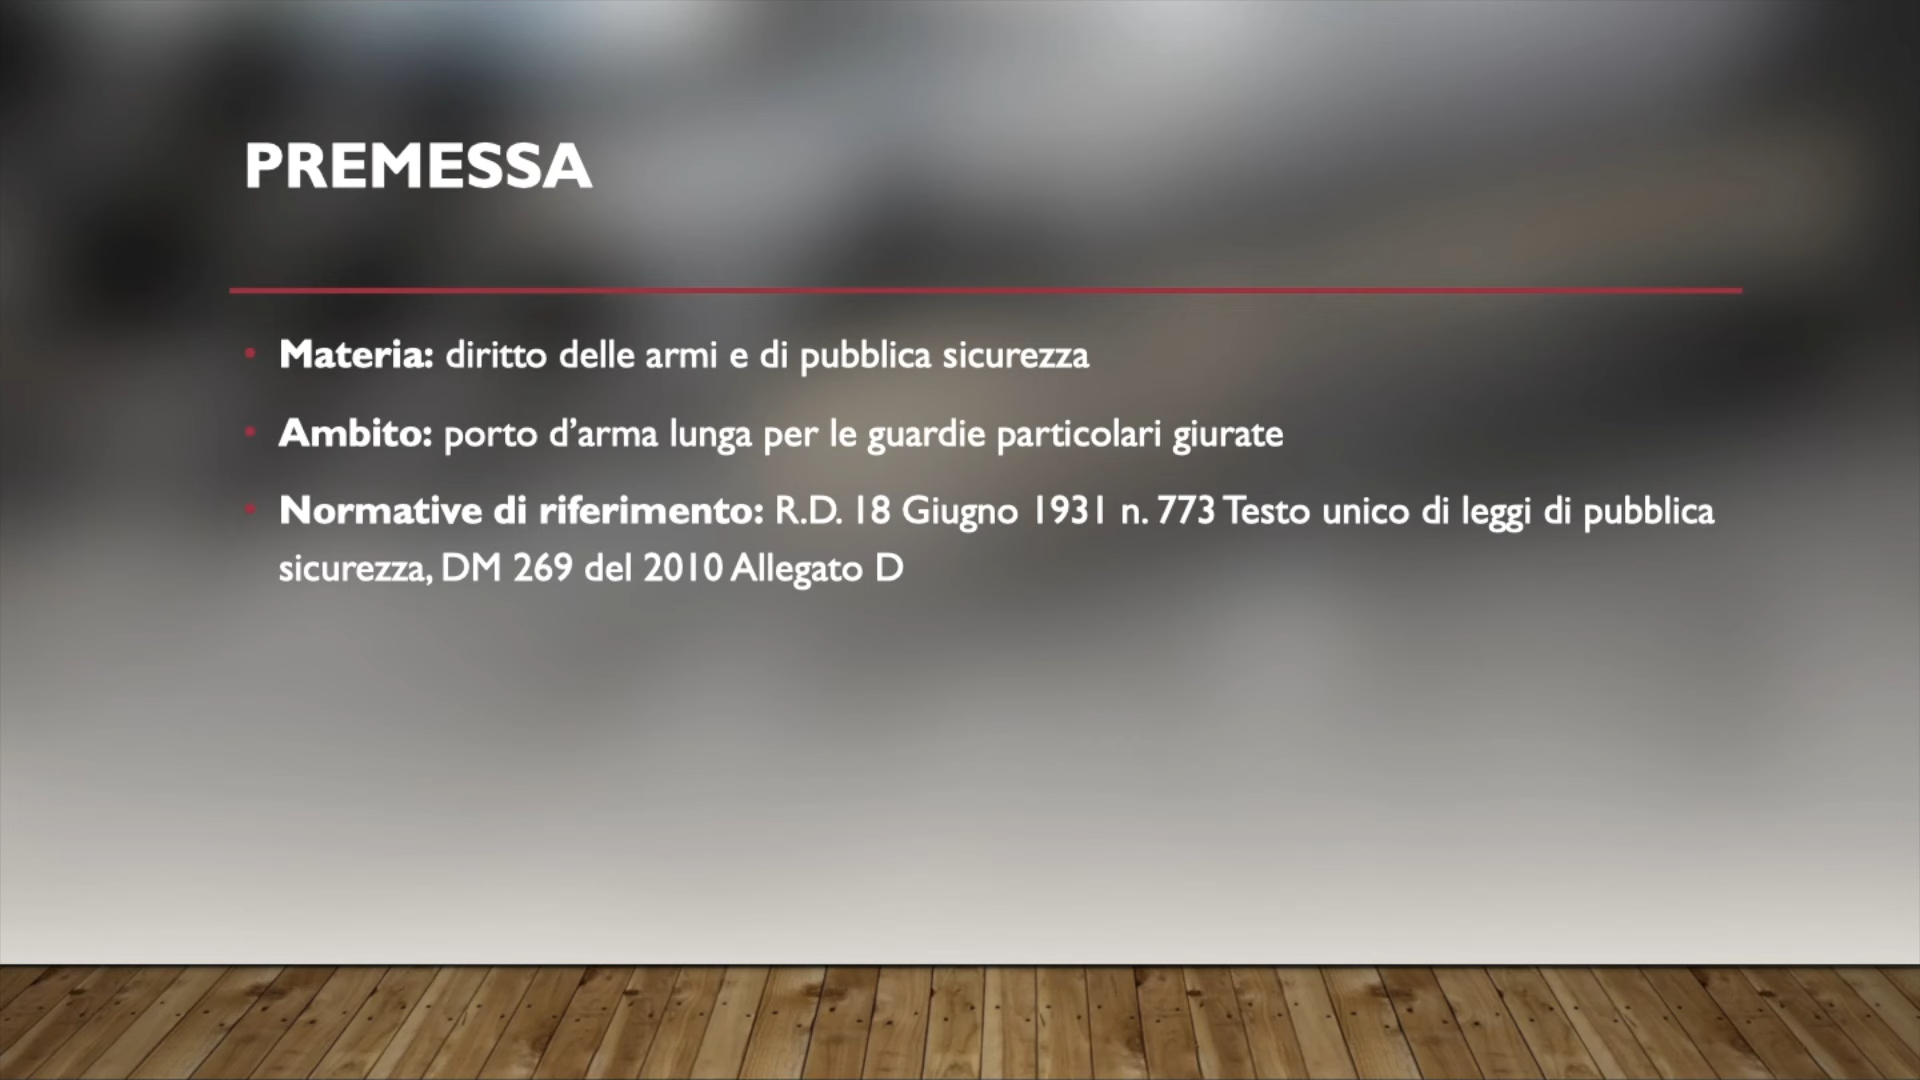 PREMESSA
• Materia: diritto delle armi e di pubblica sicurezza
• Ambito: porto d’arma lunga per le guardie particolari giurate
• Normative di riferimento: R.D. 18 Giugno 1931 n. 773 Testo unico di leggi di pubblica
sicurezza, DM 269 del 2010 Allegato D